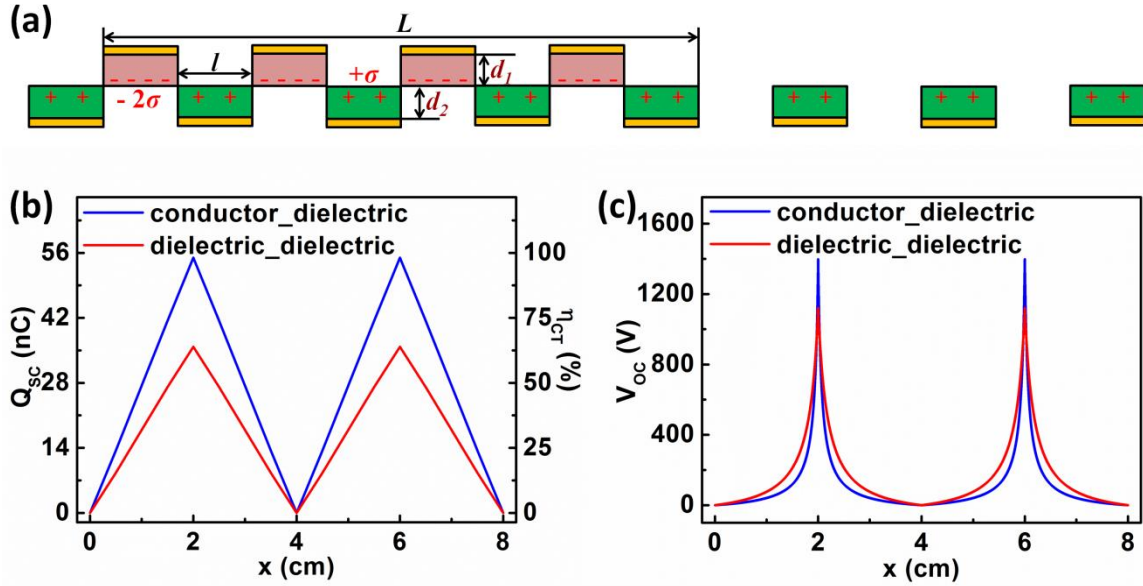 (a)
L
l
+σ
d1
- - - -
- - - -
- - - -
- - - -
+ +
- 2σ
+ +
+ +
d2
+ +
+ +
+ +
+ +
+ +
(b)
conductor_dielectric
dielectric_dielectric
56
42
28
14
0
QSC (nC)
100
75
50
25
0
ηCT (%)
0 2 4 6 8
x (cm)
(c)
conductor_dielectric
dielectric_dielectric
1600
1200
800
400
0
VOC (V)
0 2 4 6 8
x (cm)